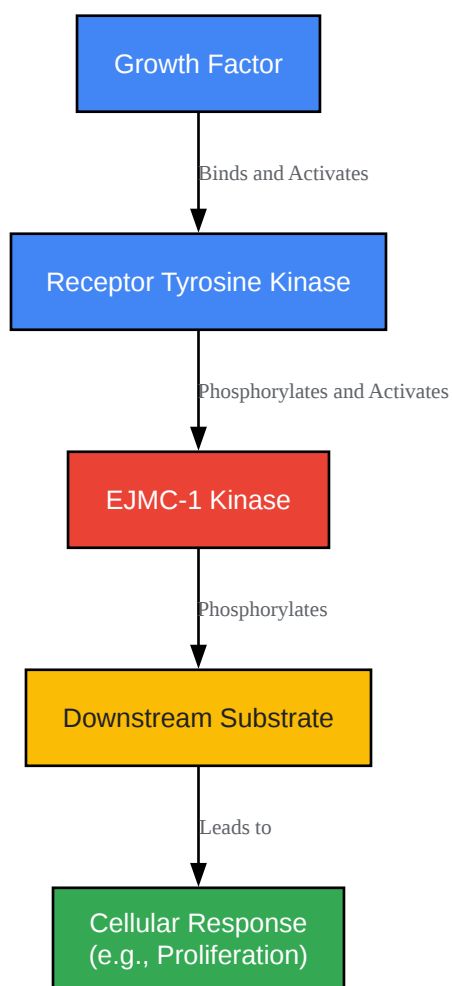 Growth Factor
Binds and Activates
Receptor Tyrosine Kinase
Phosphorylates and Activates
EJMC-1 Kinase
Phosphorylates
Downstream Substrate
Leads to
Cellular Response
(e.g., Proliferation)